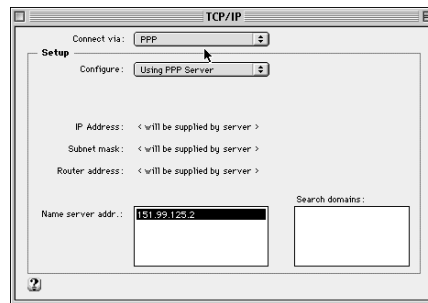 TCP/IP
Connect via: PPP
Setup
Configure: Using PPP Server
IP Address: < will be supplied by server >
Subnet mask: < will be supplied by server >
Router address: < will be supplied by server >
Search domains:
Name server addr.: 151.99.125.2
?